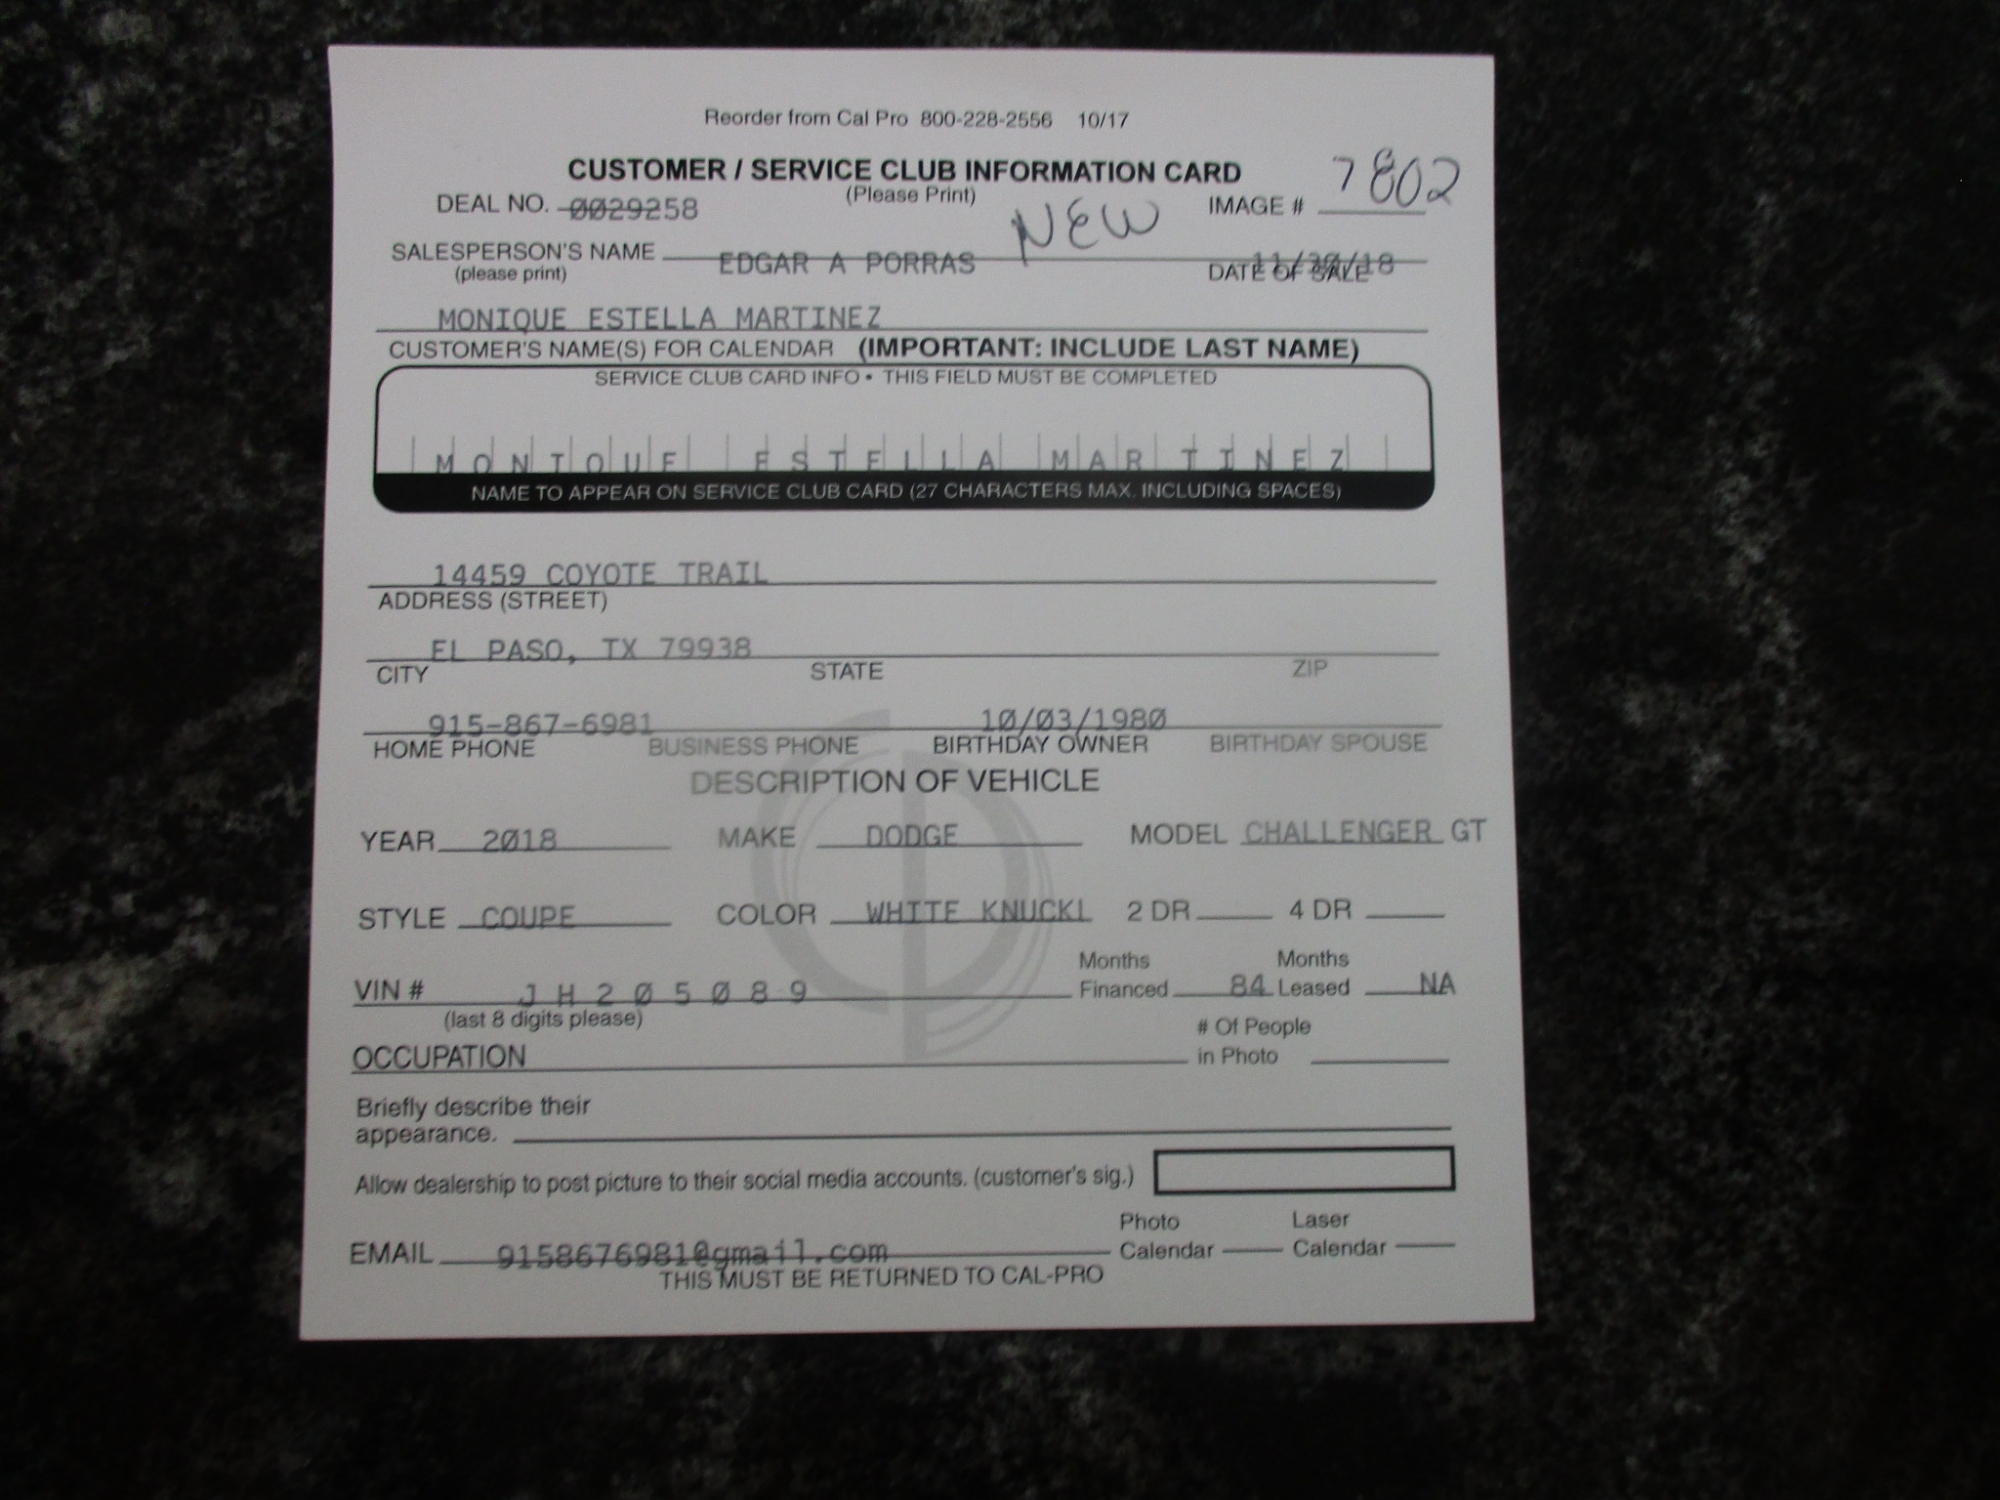 Reorder from Cal Pro 800-228-2556 10/17
CUSTOMER / SERVICE CLUB INFORMATION CARD
(Please Print)
7802
DEAL NO. 0029258 IMAGE #
NEW
SALESPERSON'S NAME EDGAR A PORRAS
(please print) DATE OF SALE 11/30/18
MONIQUE ESTELLA MARTINEZ
CUSTOMER'S NAME(S) FOR CALENDAR (IMPORTANT: INCLUDE LAST NAME)
SERVICE CLUB CARD INFO • THIS FIELD MUST BE COMPLETED
MONIQUE ESTELLA MARTINEZ
NAME TO APPEAR ON SERVICE CLUB CARD (27 CHARACTERS MAX. INCLUDING SPACES)
14459 COYOTE TRAIL
ADDRESS (STREET)
EL PASO, TX 79938
CITY STATE ZIP
915-867-6981 10/03/1980
HOME PHONE BUSINESS PHONE BIRTHDAY OWNER BIRTHDAY SPOUSE
DESCRIPTION OF VEHICLE
YEAR 2018 MAKE DODGE MODEL CHALLENGER GT
STYLE COUPE COLOR WHITE KNUCKL 2 DR 4 DR
Months Months
VIN # JH205089 Financed 84 Leased NA
(last 8 digits please)
# Of People
OCCUPATION in Photo
Briefly describe their
appearance.
Allow dealership to post picture to their social media accounts. (customer's sig.)
Photo Laser
EMAIL 9158676981@gmail.com Calendar Calendar
THIS MUST BE RETURNED TO CAL-PRO